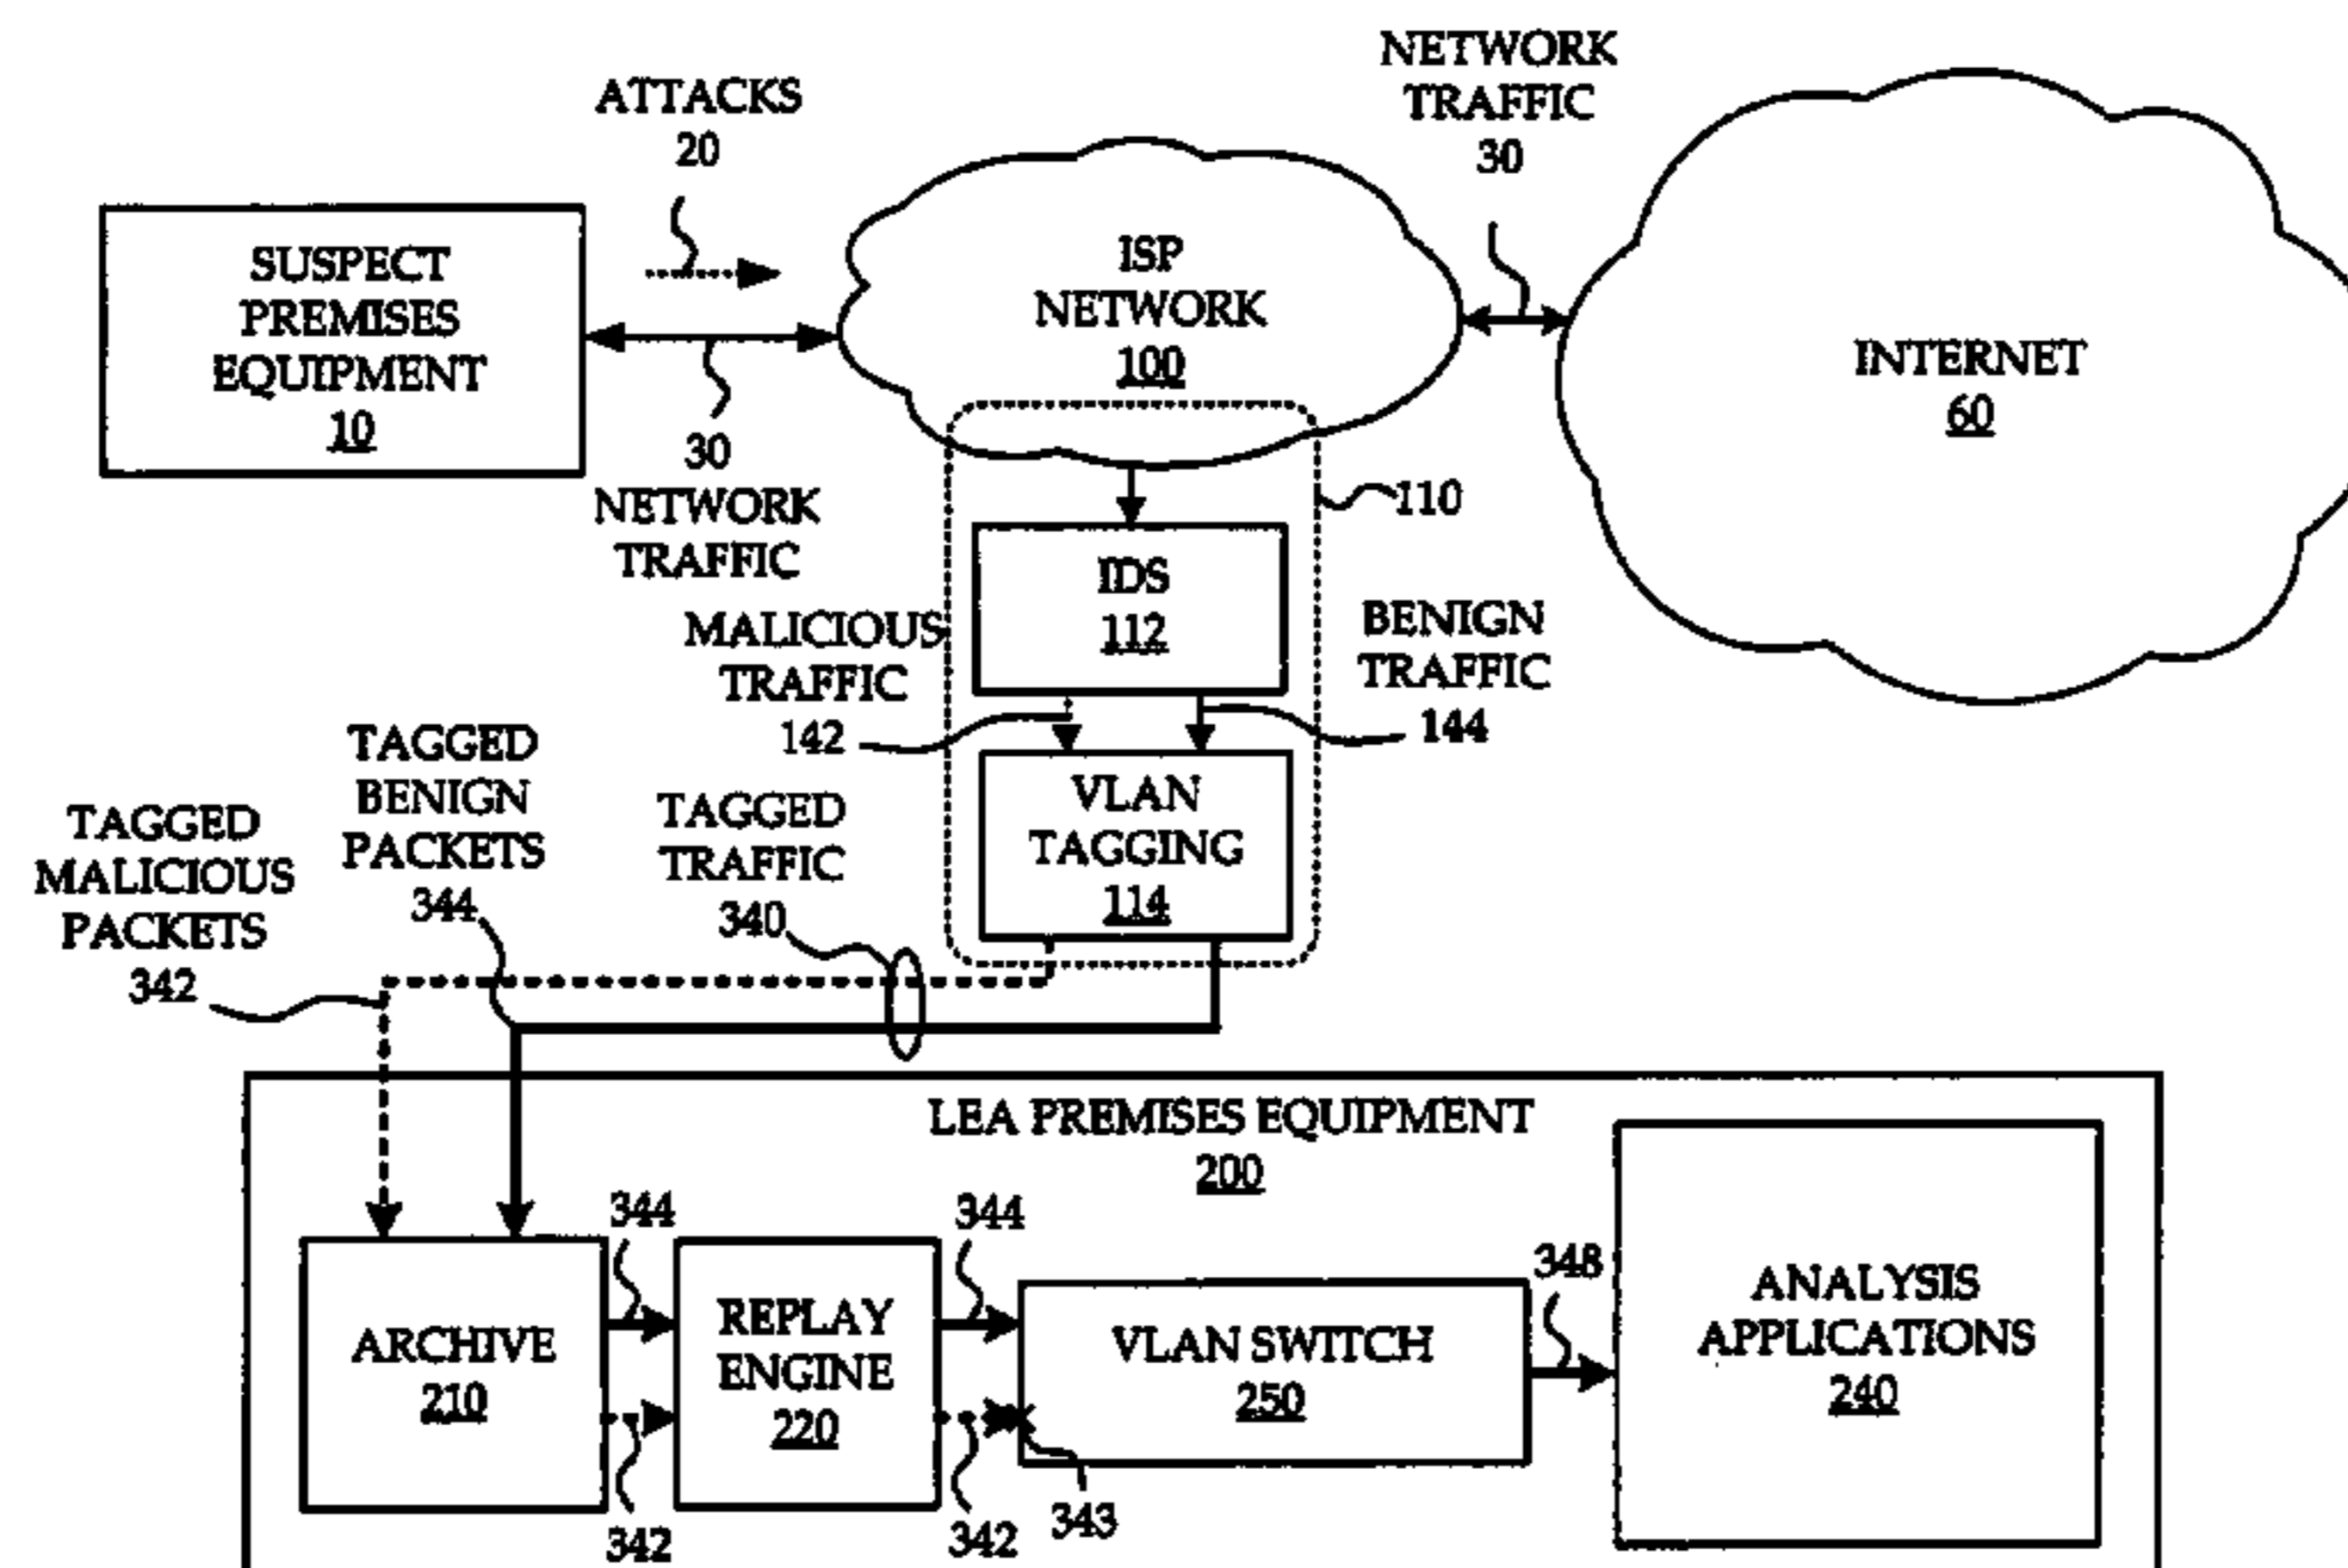 ATTACKS
20
NETWORK
TRAFFIC
30
SUSPECT
PREMISES
EQUIPMENT
10
ISP
NETWORK
100
INTERNET
60
30
NETWORK
TRAFFIC
110
IDS
112
MALICIOUS
TRAFFIC
142
BENIGN
TRAFFIC
144
TAGGED
BENIGN
PACKETS
344
TAGGED
MALICIOUS
PACKETS
342
TAGGED
TRAFFIC
340
VLAN
TAGGING
114
LEA PREMISES EQUIPMENT
200
344
344
348
ARCHIVE
210
REPLAY
ENGINE
220
VLAN SWITCH
250
ANALYSIS
APPLICATIONS
240
342
342
343